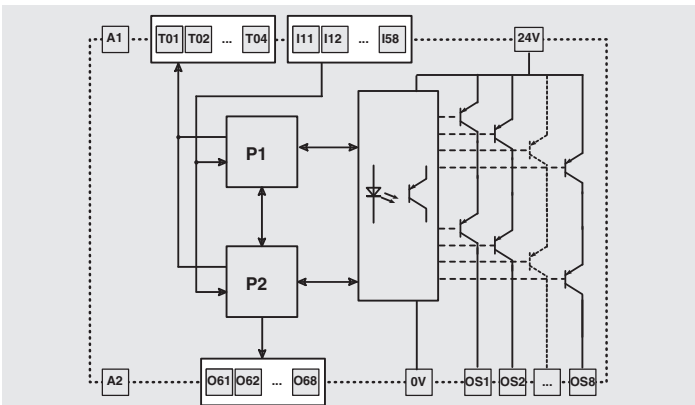 A1 T01 T02 ... T04 I11 I12 ... I58 24V
P1
P2
A2 O61 O62 ... O68 0V OS1 OS2 ... OS8